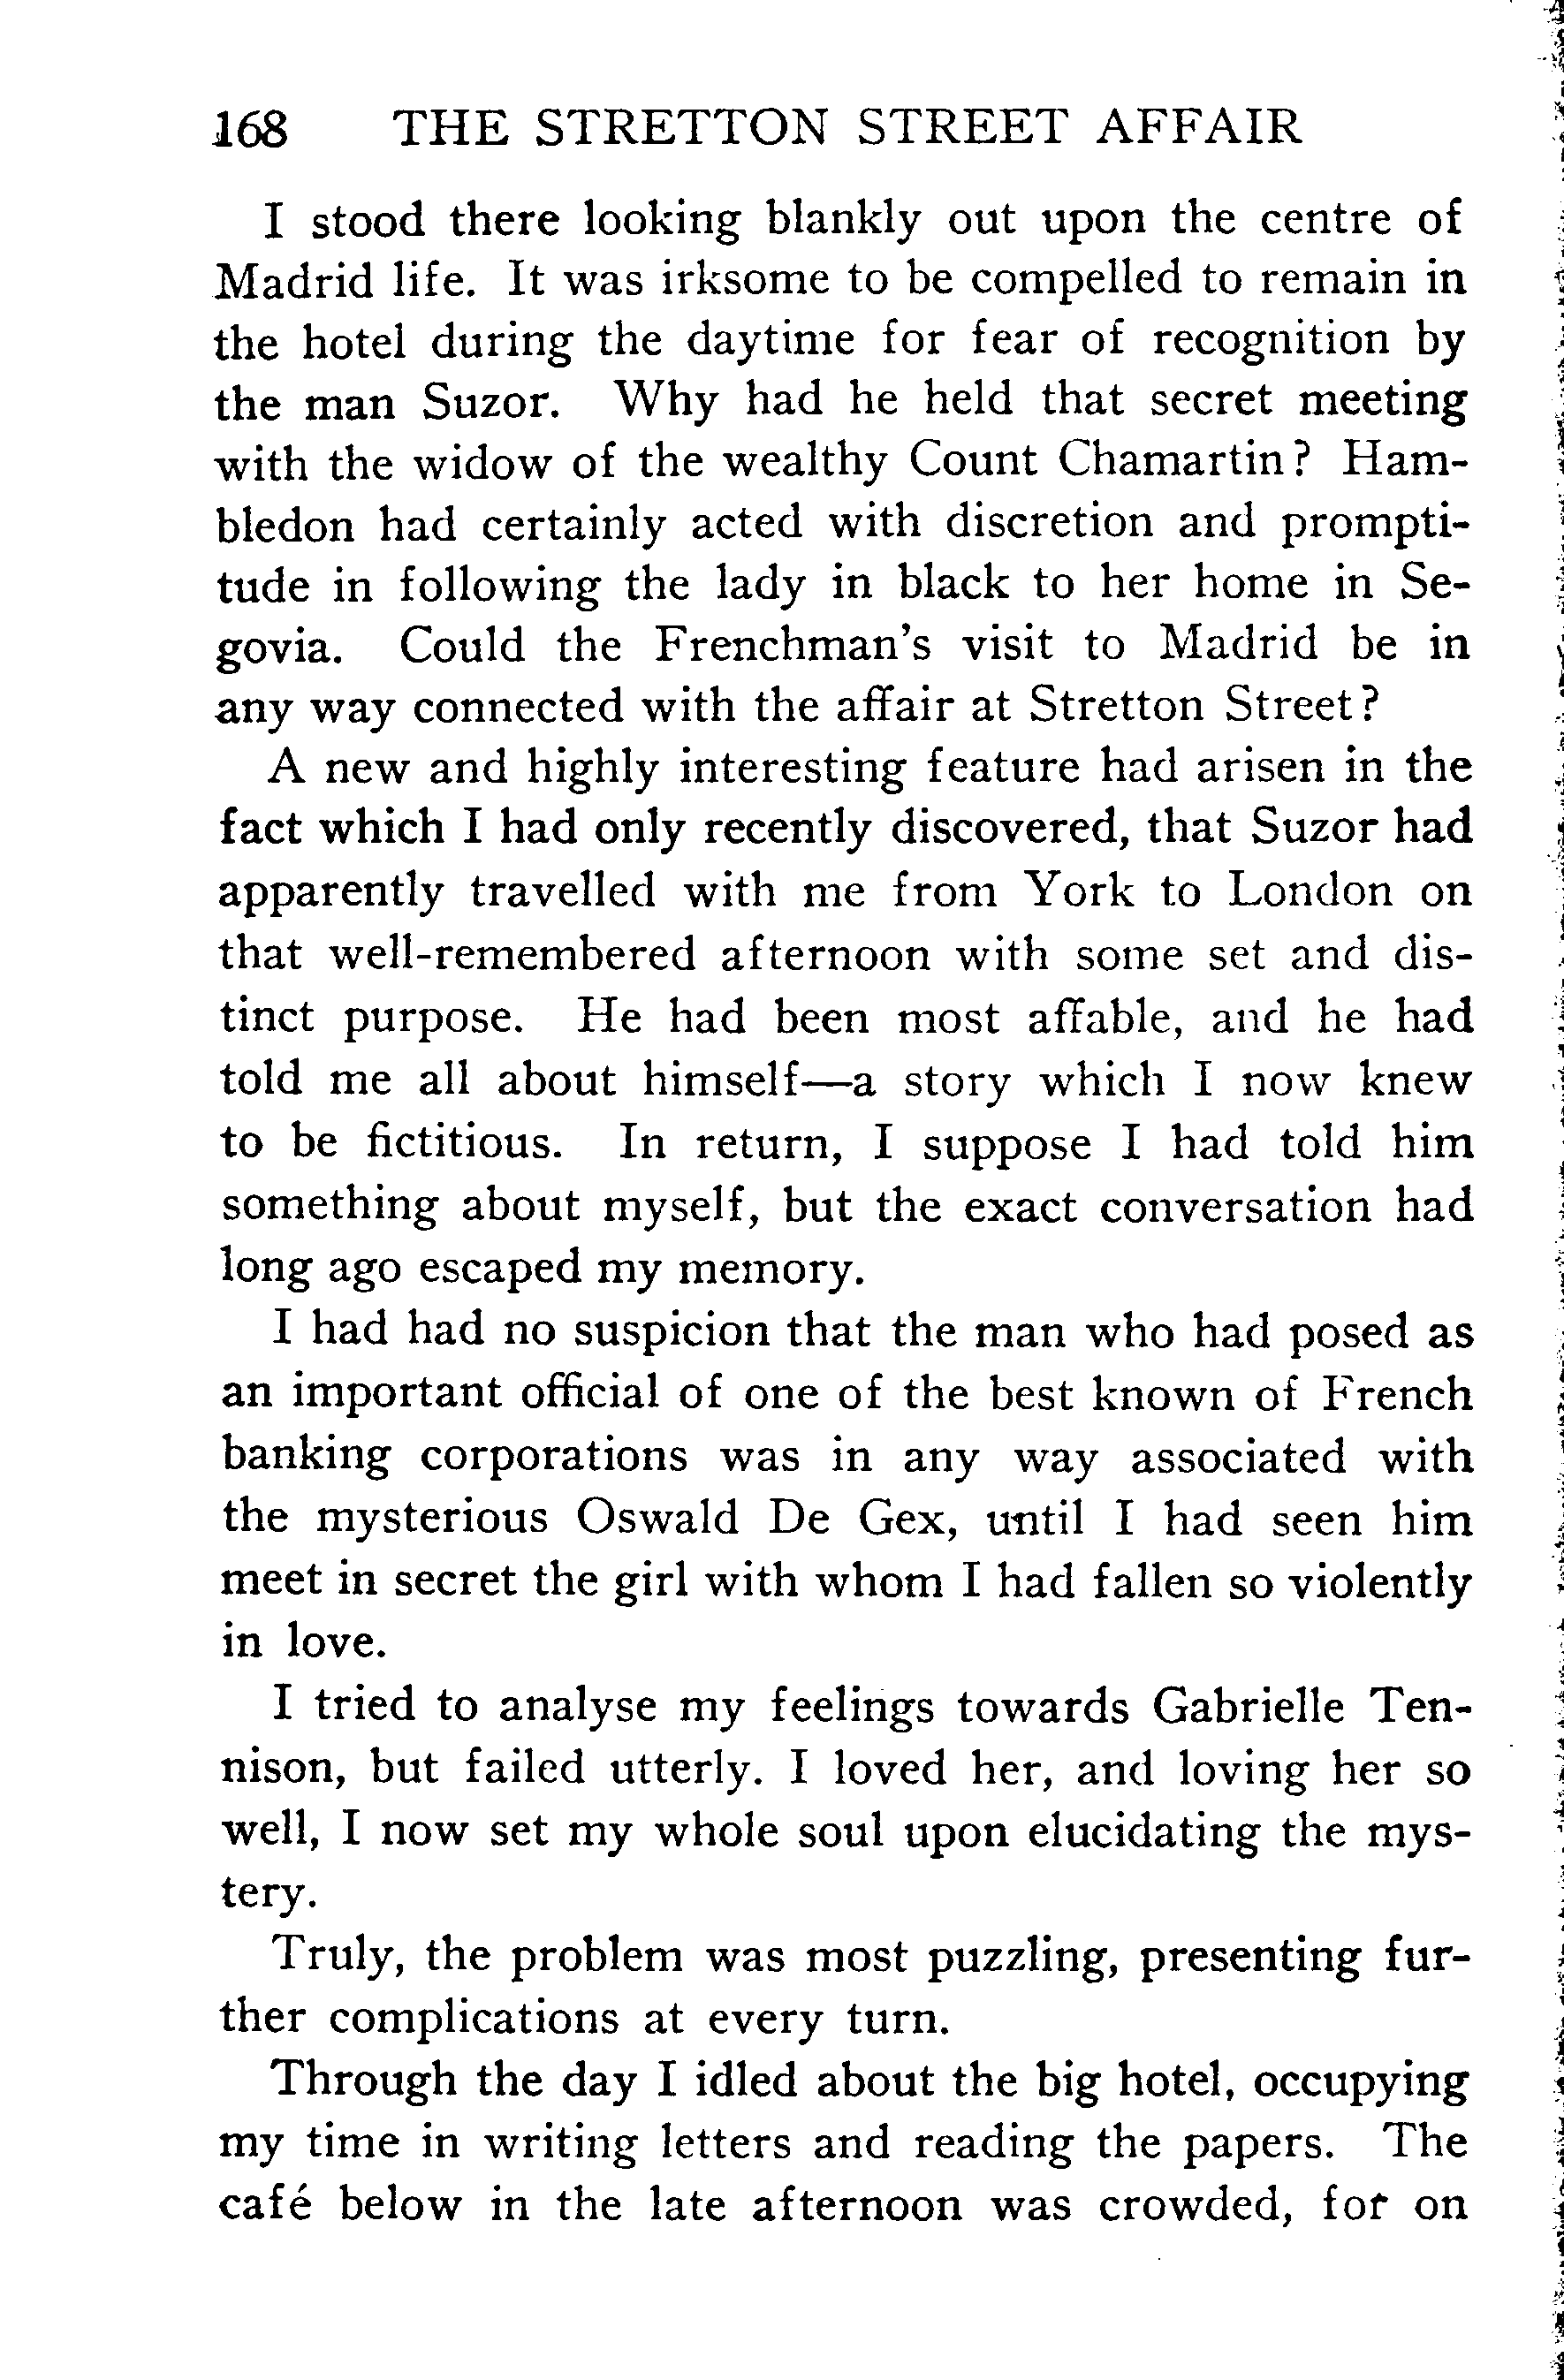 168 THE STRETTON STREET AFFAIR
I stood there looking blankly out upon the centre of
Madrid life. It was irksome to be compelled to remain in
the hotel during the daytime for fear of recognition by
the man Suzor. Why had he held that secret meeting
with the widow of the wealthy Count Chamartin? Ham-
bledon had certainly acted with discretion and prompti-
tude in following the lady in black to her home in Se-
govia. Could the Frenchman's visit to Madrid be in
any way connected with the affair at Stretton Street?
A new and highly interesting feature had arisen in the
fact which I had only recently discovered, that Suzor had
apparently travelled with me from York to London on
that well-remembered afternoon with some set and dis-
tinct purpose. He had been most affable, and he had
told me all about himself—a story which I now knew
to be fictitious. In return, I suppose I had told him
something about myself, but the exact conversation had
long ago escaped my memory.
I had had no suspicion that the man who had posed as
an important official of one of the best known of French
banking corporations was in any way associated with
the mysterious Oswald De Gex, until I had seen him
meet in secret the girl with whom I had fallen so violently
in love.
I tried to analyse my feelings towards Gabrielle Ten-
nison, but failed utterly. I loved her, and loving her so
well, I now set my whole soul upon elucidating the mys-
tery.
Truly, the problem was most puzzling, presenting fur-
ther complications at every turn.
Through the day I idled about the big hotel, occupying
my time in writing letters and reading the papers. The
café below in the late afternoon was crowded, for on